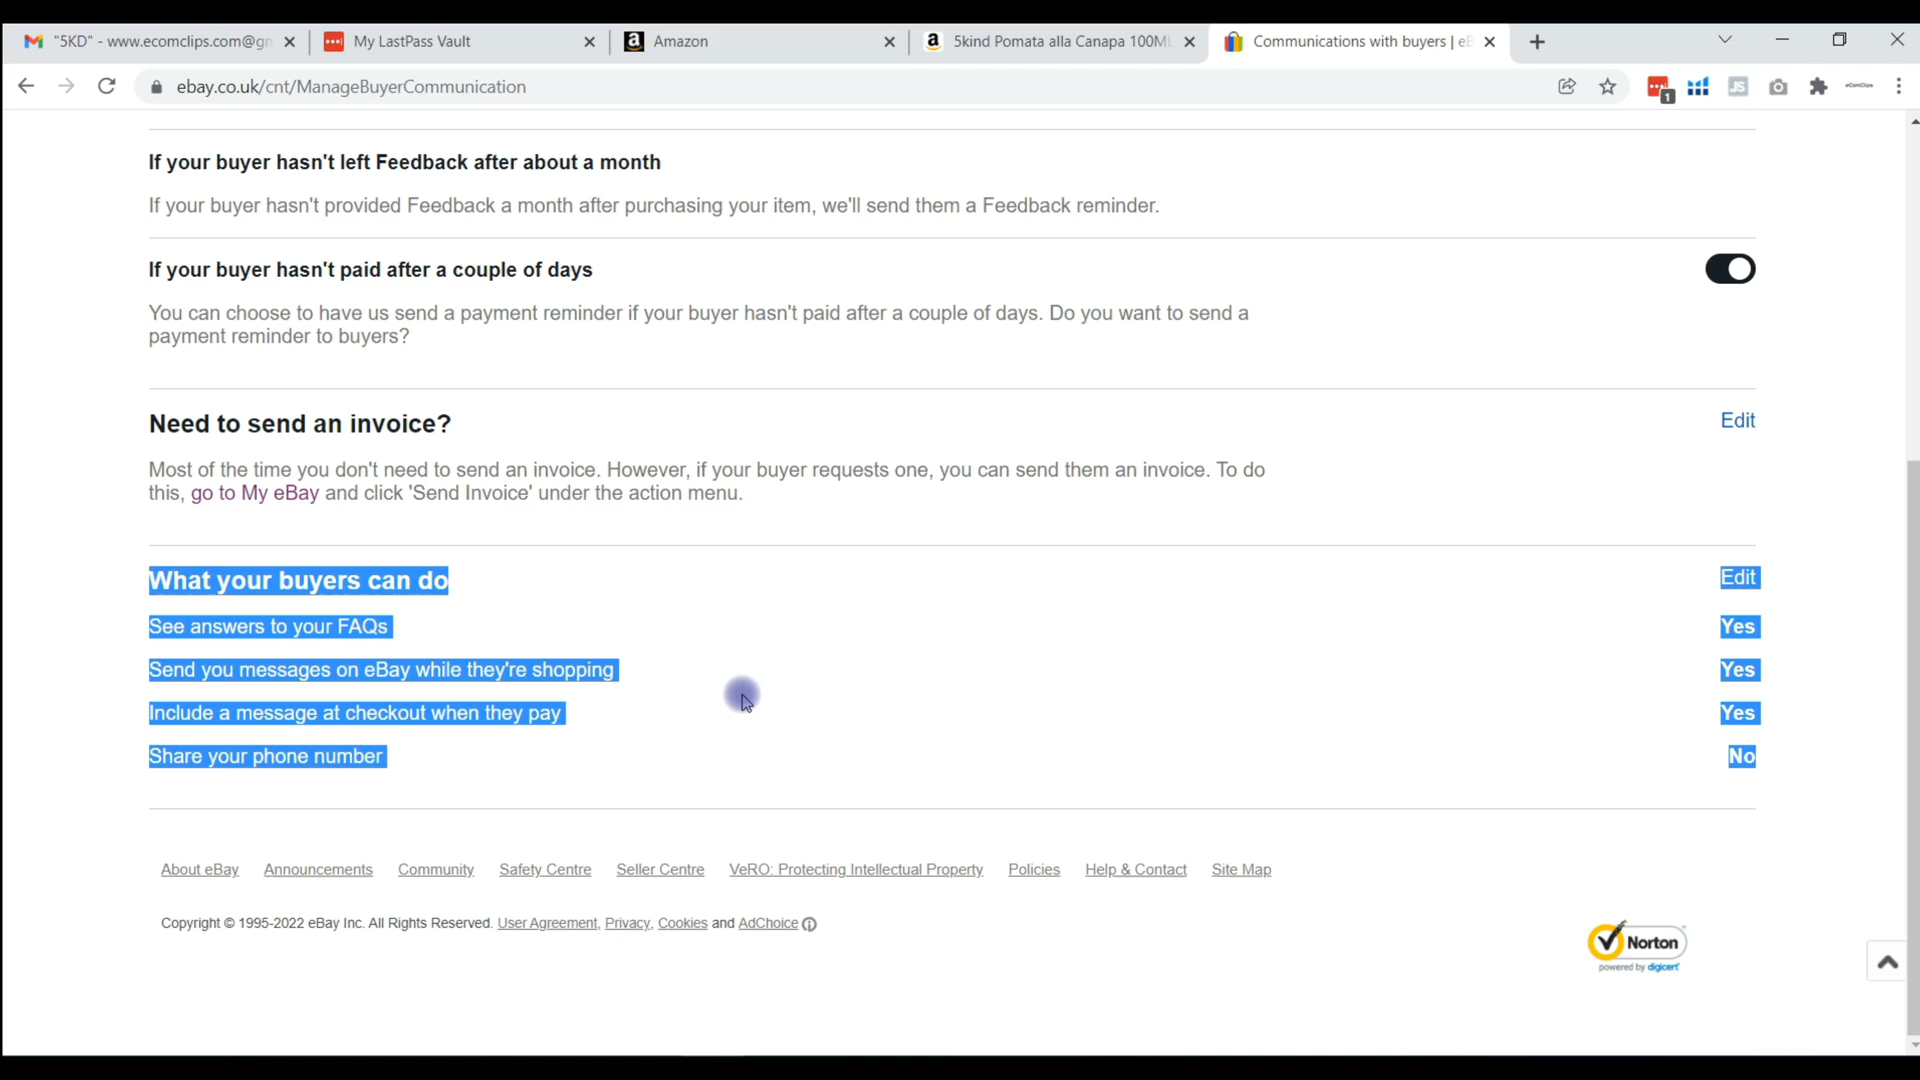 "5KD" - www.ecomclips.com@gm
My LastPass Vault
Amazon
5kind Pomata alla Canapa 100ML
Communications with buyers | eB
ebay.co.uk/cnt/ManageBuyerCommunication
1
JS
eComClips
If your buyer hasn't left Feedback after about a month
If your buyer hasn't provided Feedback a month after purchasing your item, we'll send them a Feedback reminder.
If your buyer hasn't paid after a couple of days
You can choose to have us send a payment reminder if your buyer hasn't paid after a couple of days. Do you want to send a
payment reminder to buyers?
Need to send an invoice? Edit
Most of the time you don't need to send an invoice. However, if your buyer requests one, you can send them an invoice. To do
this, go to My eBay and click 'Send Invoice' under the action menu.
What your buyers can do Edit
See answers to your FAQs Yes
Send you messages on eBay while they're shopping Yes
Include a message at checkout when they pay Yes
Share your phone number No
About eBay Announcements Community Safety Centre Seller Centre VeRO: Protecting Intellectual Property Policies Help & Contact Site Map
Copyright © 1995-2022 eBay Inc. All Rights Reserved. User Agreement, Privacy, Cookies and AdChoice
Norton
powered by digicert